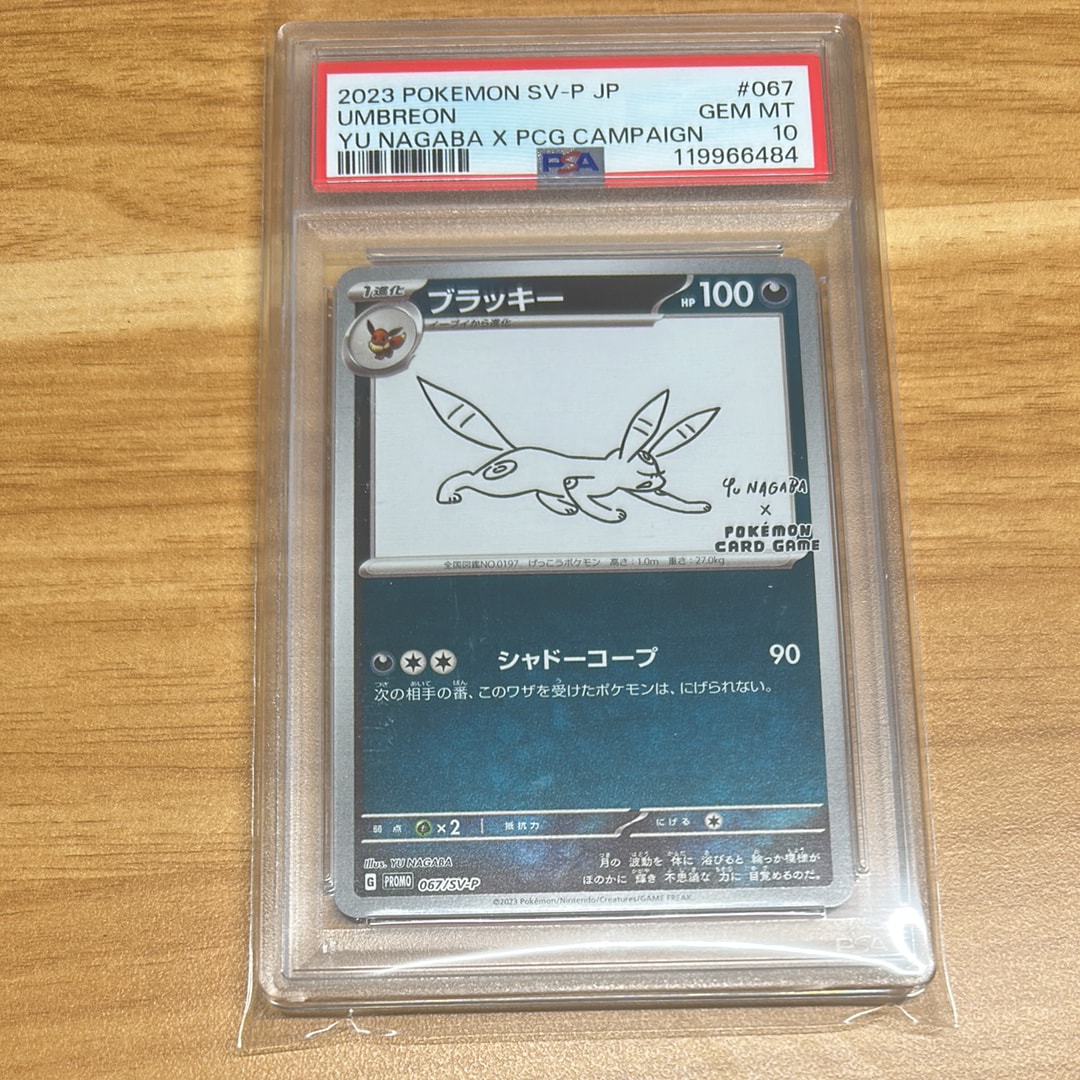 2023 POKEMON SV-P JP #067
UMBREON GEM MT
YU NAGABA X PCG CAMPAIGN 10
PSA 119966484
1進化 ブラッキー HP 100
イーブイから進化
YU NAGABA
X
POKÉMON
CARD GAME
全国図鑑NO.0197 げっこうポケモン 高さ:1.0m 重さ:27.0kg
シャドーコープ 90
次の相手の番、このワザを受けたポケモンは、にげられない。
弱点 ×2 抵抗力 にげる
Illus. YU NAGABA
月の波動を体に浴びると輪っか模様が
ほのかに輝き不思議な力に目覚めるのだ。
G PROMO 067/SV-P
©2023 Pokémon/Nintendo/Creatures/GAME FREAK.
PSA